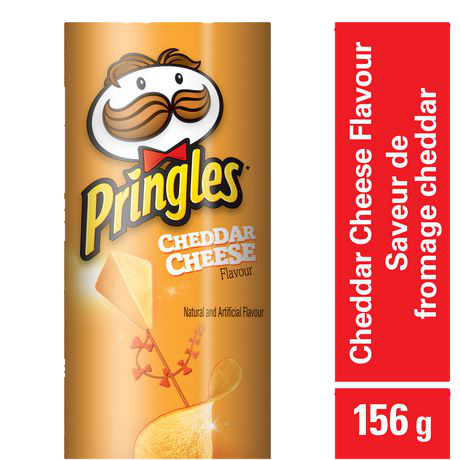 Pringles
CHEDDAR
CHEESE
Flavour
Natural and Artificial Flavour
Cheddar Cheese Flavour
Saveur de
fromage cheddar
156 g